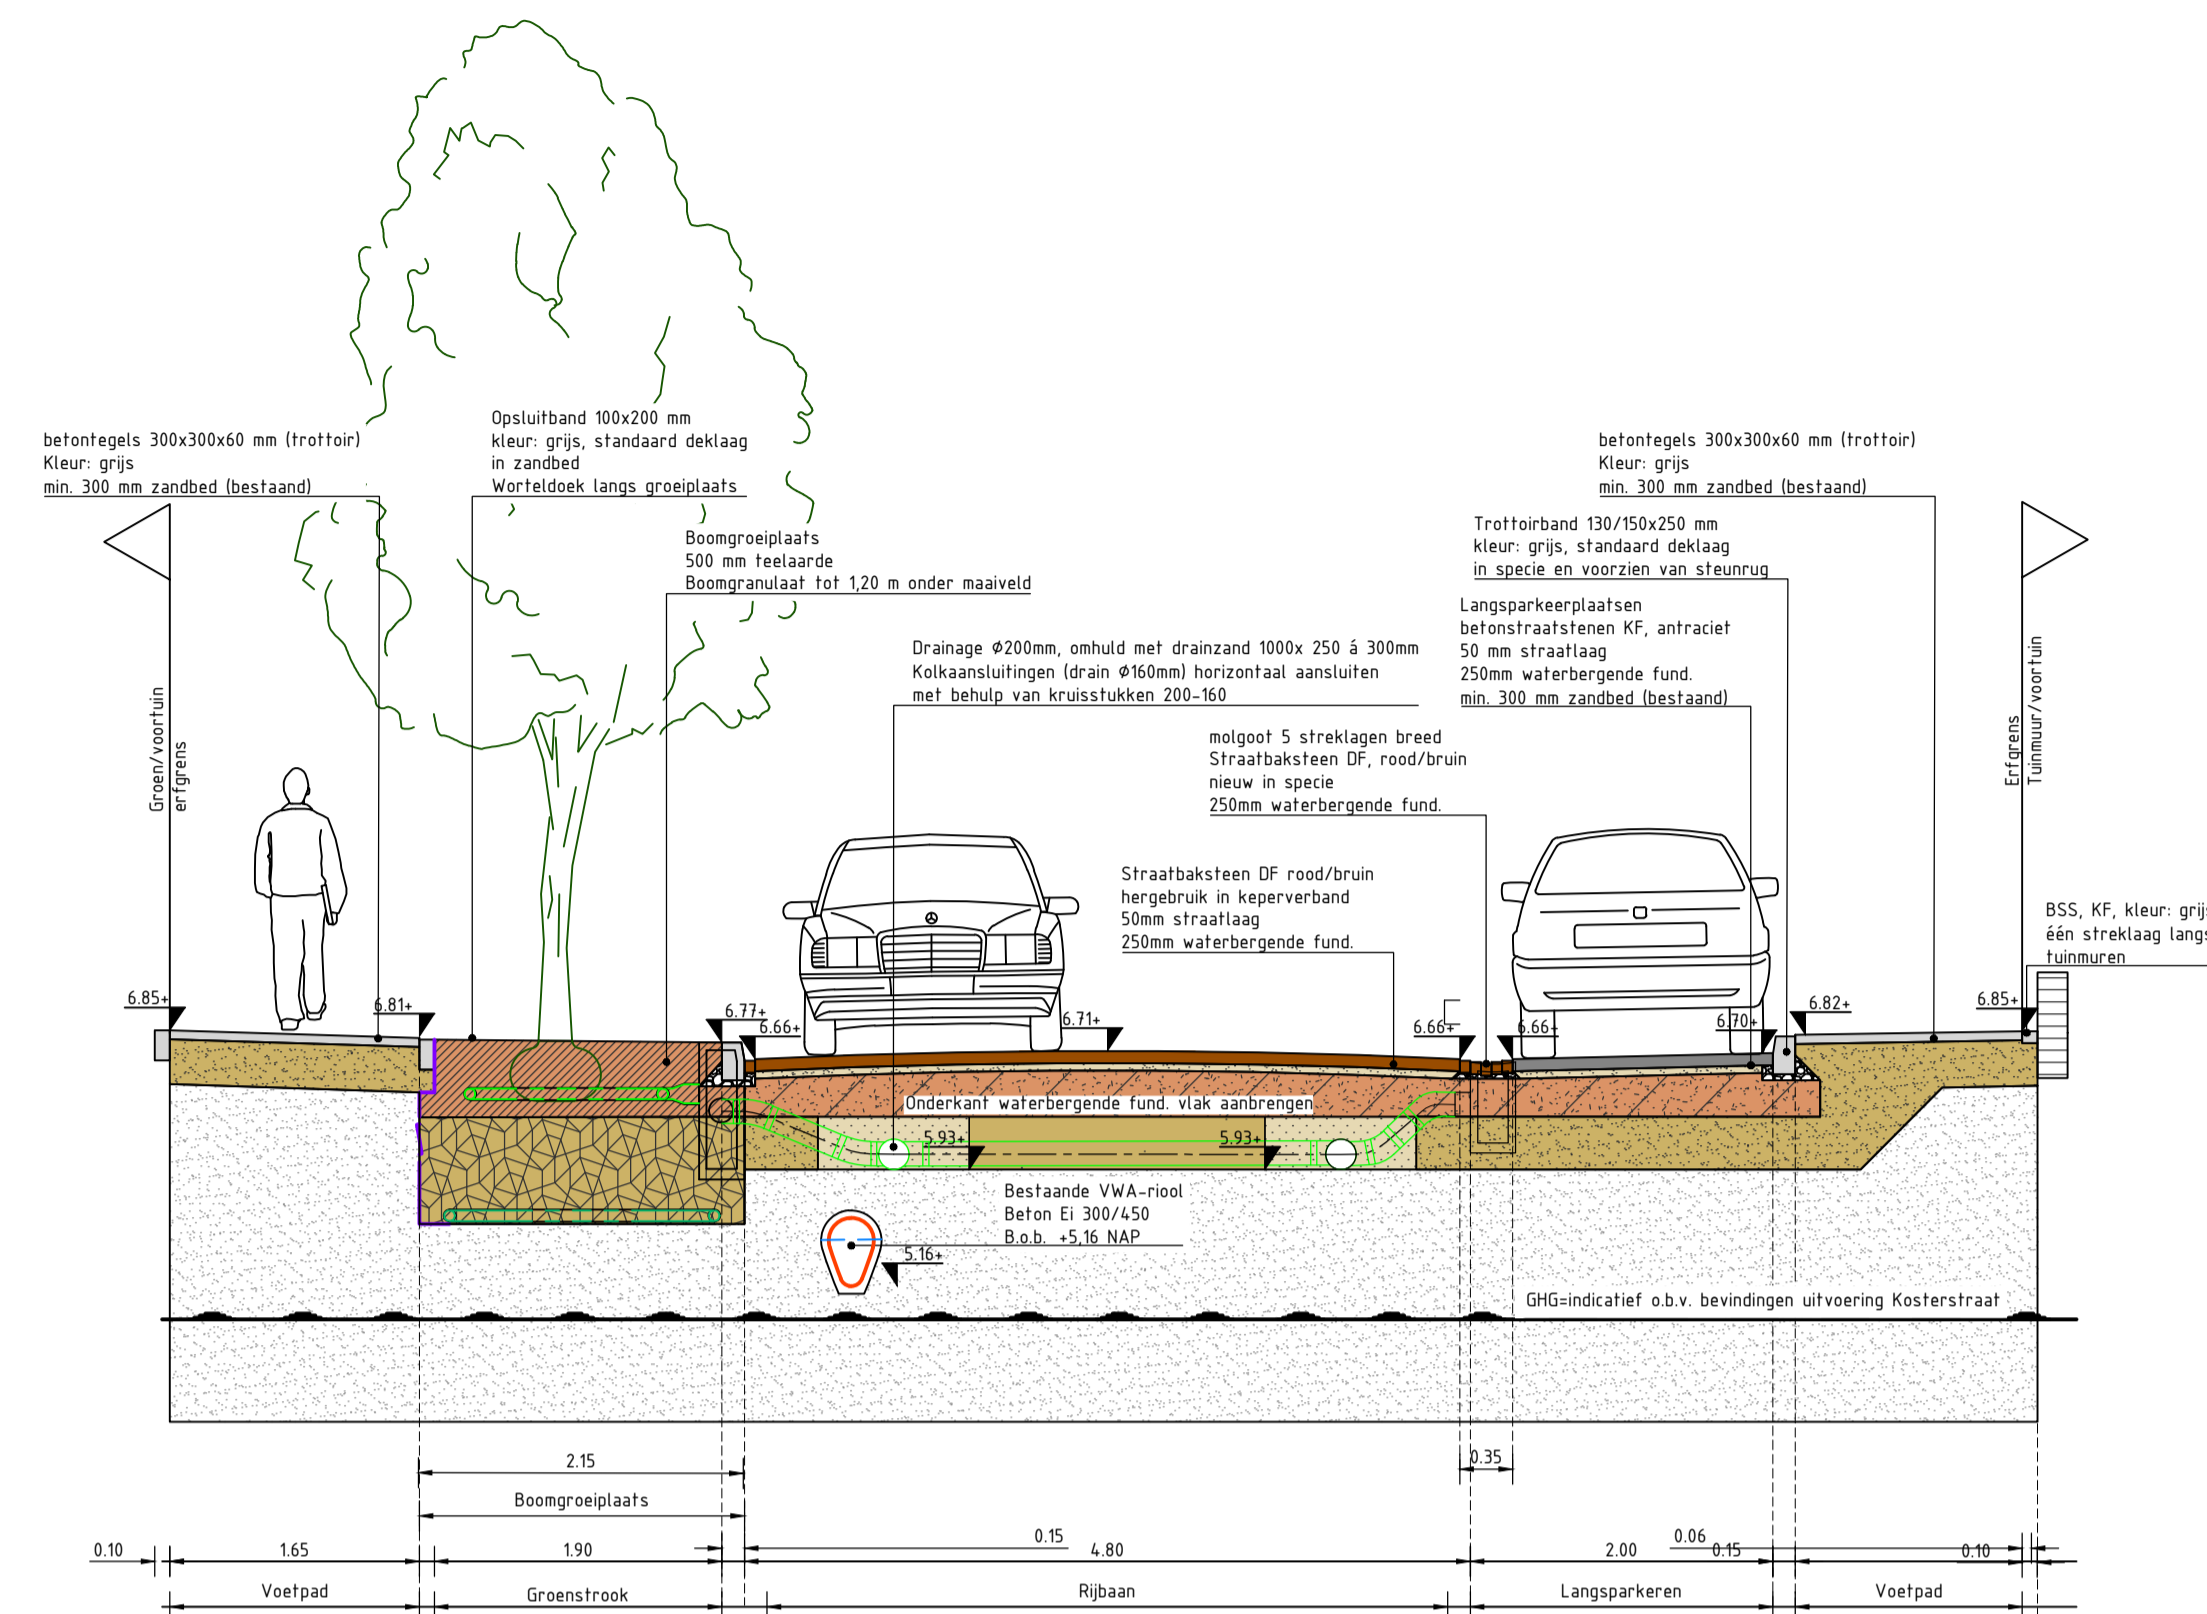 Opsluitband 100x200 mm
kleur: grijs, standaard deklaag
in zandbed
Worteldoek langs groeiplaats
betontegels 300x300x60 mm (trottoir)
Kleur: grijs
min. 300 mm zandbed (bestaand)
betontegels 300x300x60 mm (trottoir)
Kleur: grijs
min. 300 mm zandbed (bestaand)
Boomgroeiplaats
500 mm teelaarde
Boomgranulaat tot 1,20 m onder maaiveld
Trottoirband 130/150x250 mm
kleur: grijs, standaard deklaag
in specie en voorzien van steunrug
Langsparkeerplaatsen
betonstraatstenen KF, antraciet
50 mm straatlaag
250mm waterbergende fund.
min. 300 mm zandbed (bestaand)
Drainage Ø200mm, omhuld met drainzand 1000x 250 á 300mm
Kolkaansluitingen (drain Ø160mm) horizontaal aansluiten
met behulp van kruisstukken 200-160
molgoot 5 streklagen breed
Straatbaksteen DF, rood/bruin
nieuw in specie
250mm waterbergende fund.
Groen/voortuin
erfgrens
Erfgrens
Tuinmuur/voortuin
Straatbaksteen DF rood/bruin
hergebruik in keperverband
50mm straatlaag
250mm waterbergende fund.
BSS, KF, kleur: grijs
één streklaag langs
tuinmuren
6.85+
6.81+
6.77+
6.66+
6.71+
6.66+
6.66+
6.70+
6.82+
6.85+
Onderkant waterbergende fund. vlak aanbrengen
5.93+
5.93+
Bestaande VWA-riool
Beton Ei 300/450
B.o.b. +5,16 NAP
5.16+
GHG=indicatief o.b.v. bevindingen uitvoering Kosterstraat
2.15
0.35
Boomgroeiplaats
0.15
0.06
0.10
1.65
1.90
4.80
2.00
0.15
0.10
Voetpad
Groenstrook
Rijbaan
Langsparkeren
Voetpad